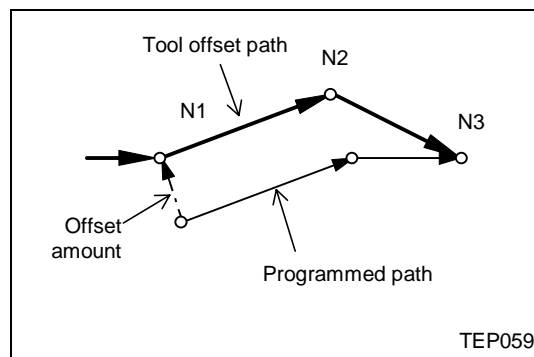 Tool offset path
N2
N1
N3
Offset
amount
Programmed path
TEP059